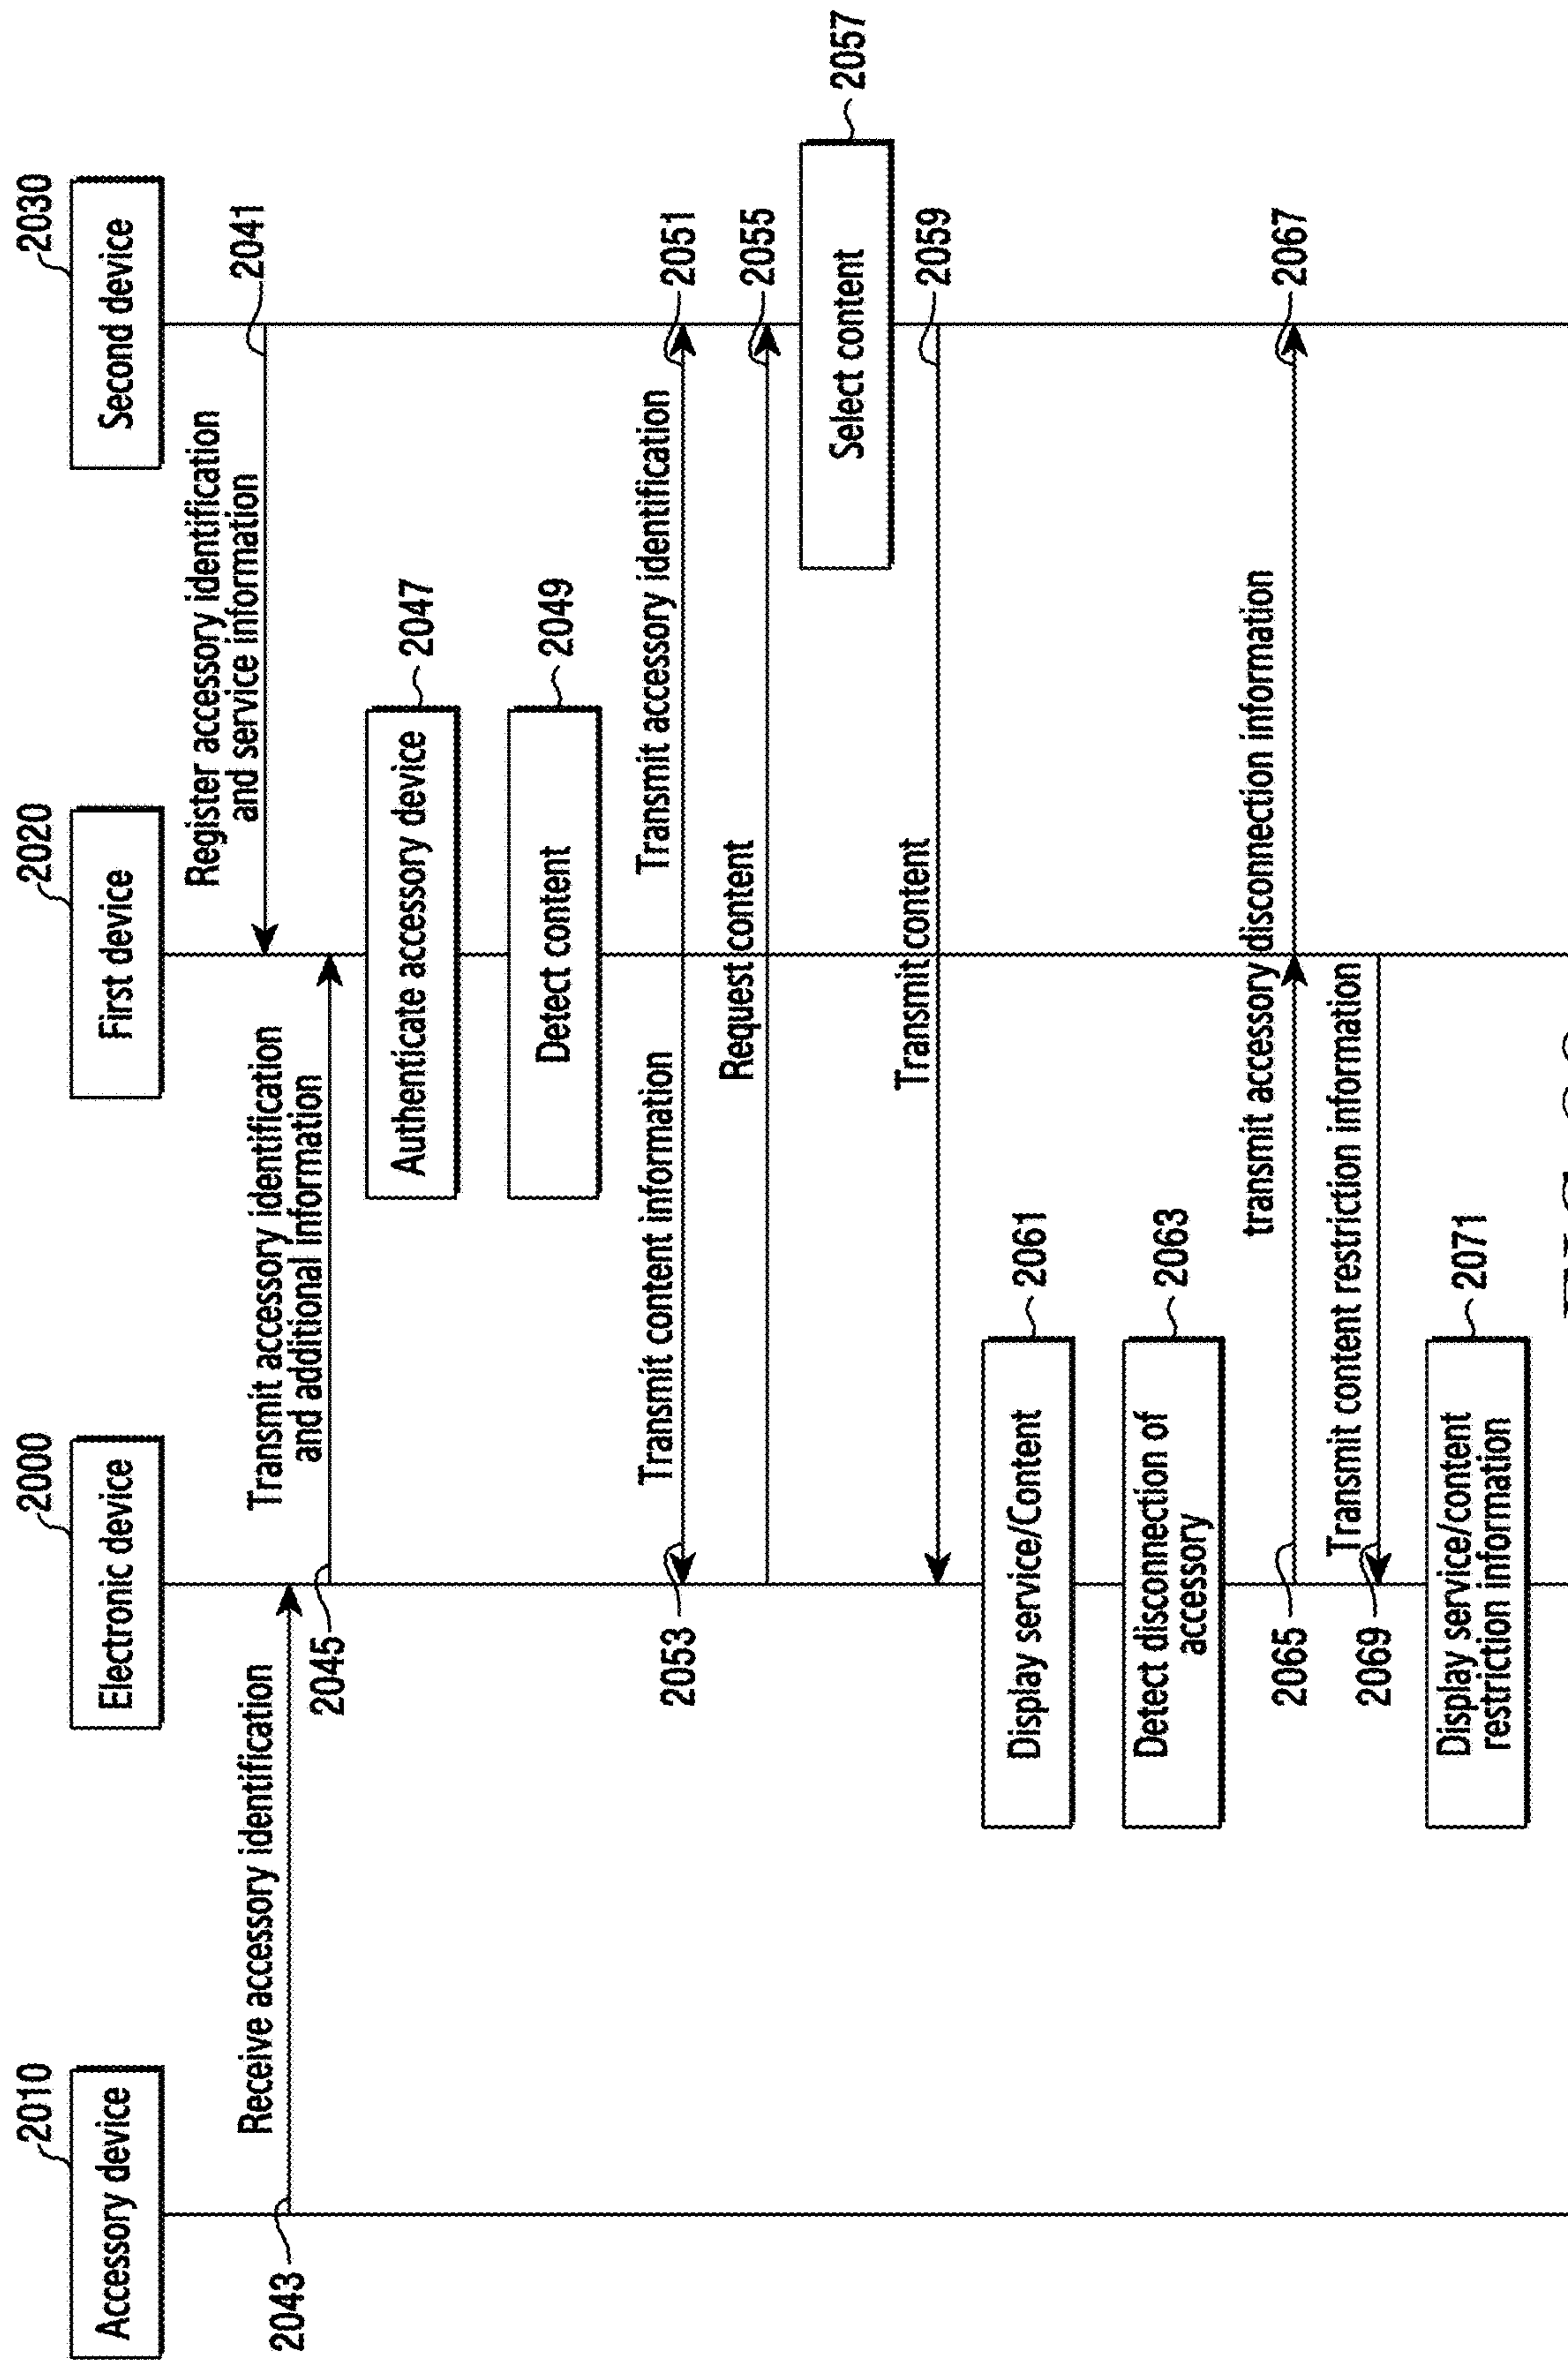 2010
2000
2020
2030
Accessory device
Electronic device
First device
Second device
Register accessory identification
and service information
2041
Receive accessory identification
2043
Transmit accessory identification
and additional information
2045
Authenticate accessory device
2047
Detect content
2049
Transmit accessory identification
2051
Transmit content information
2053
Request content
2055
Select content
2057
Transmit content
2059
Display service/Content
2061
Detect disconnection of
accessory
2063
transmit accessory disconnection information
2065
2067
Transmit content restriction information
2069
Display service/content
restriction information
2071